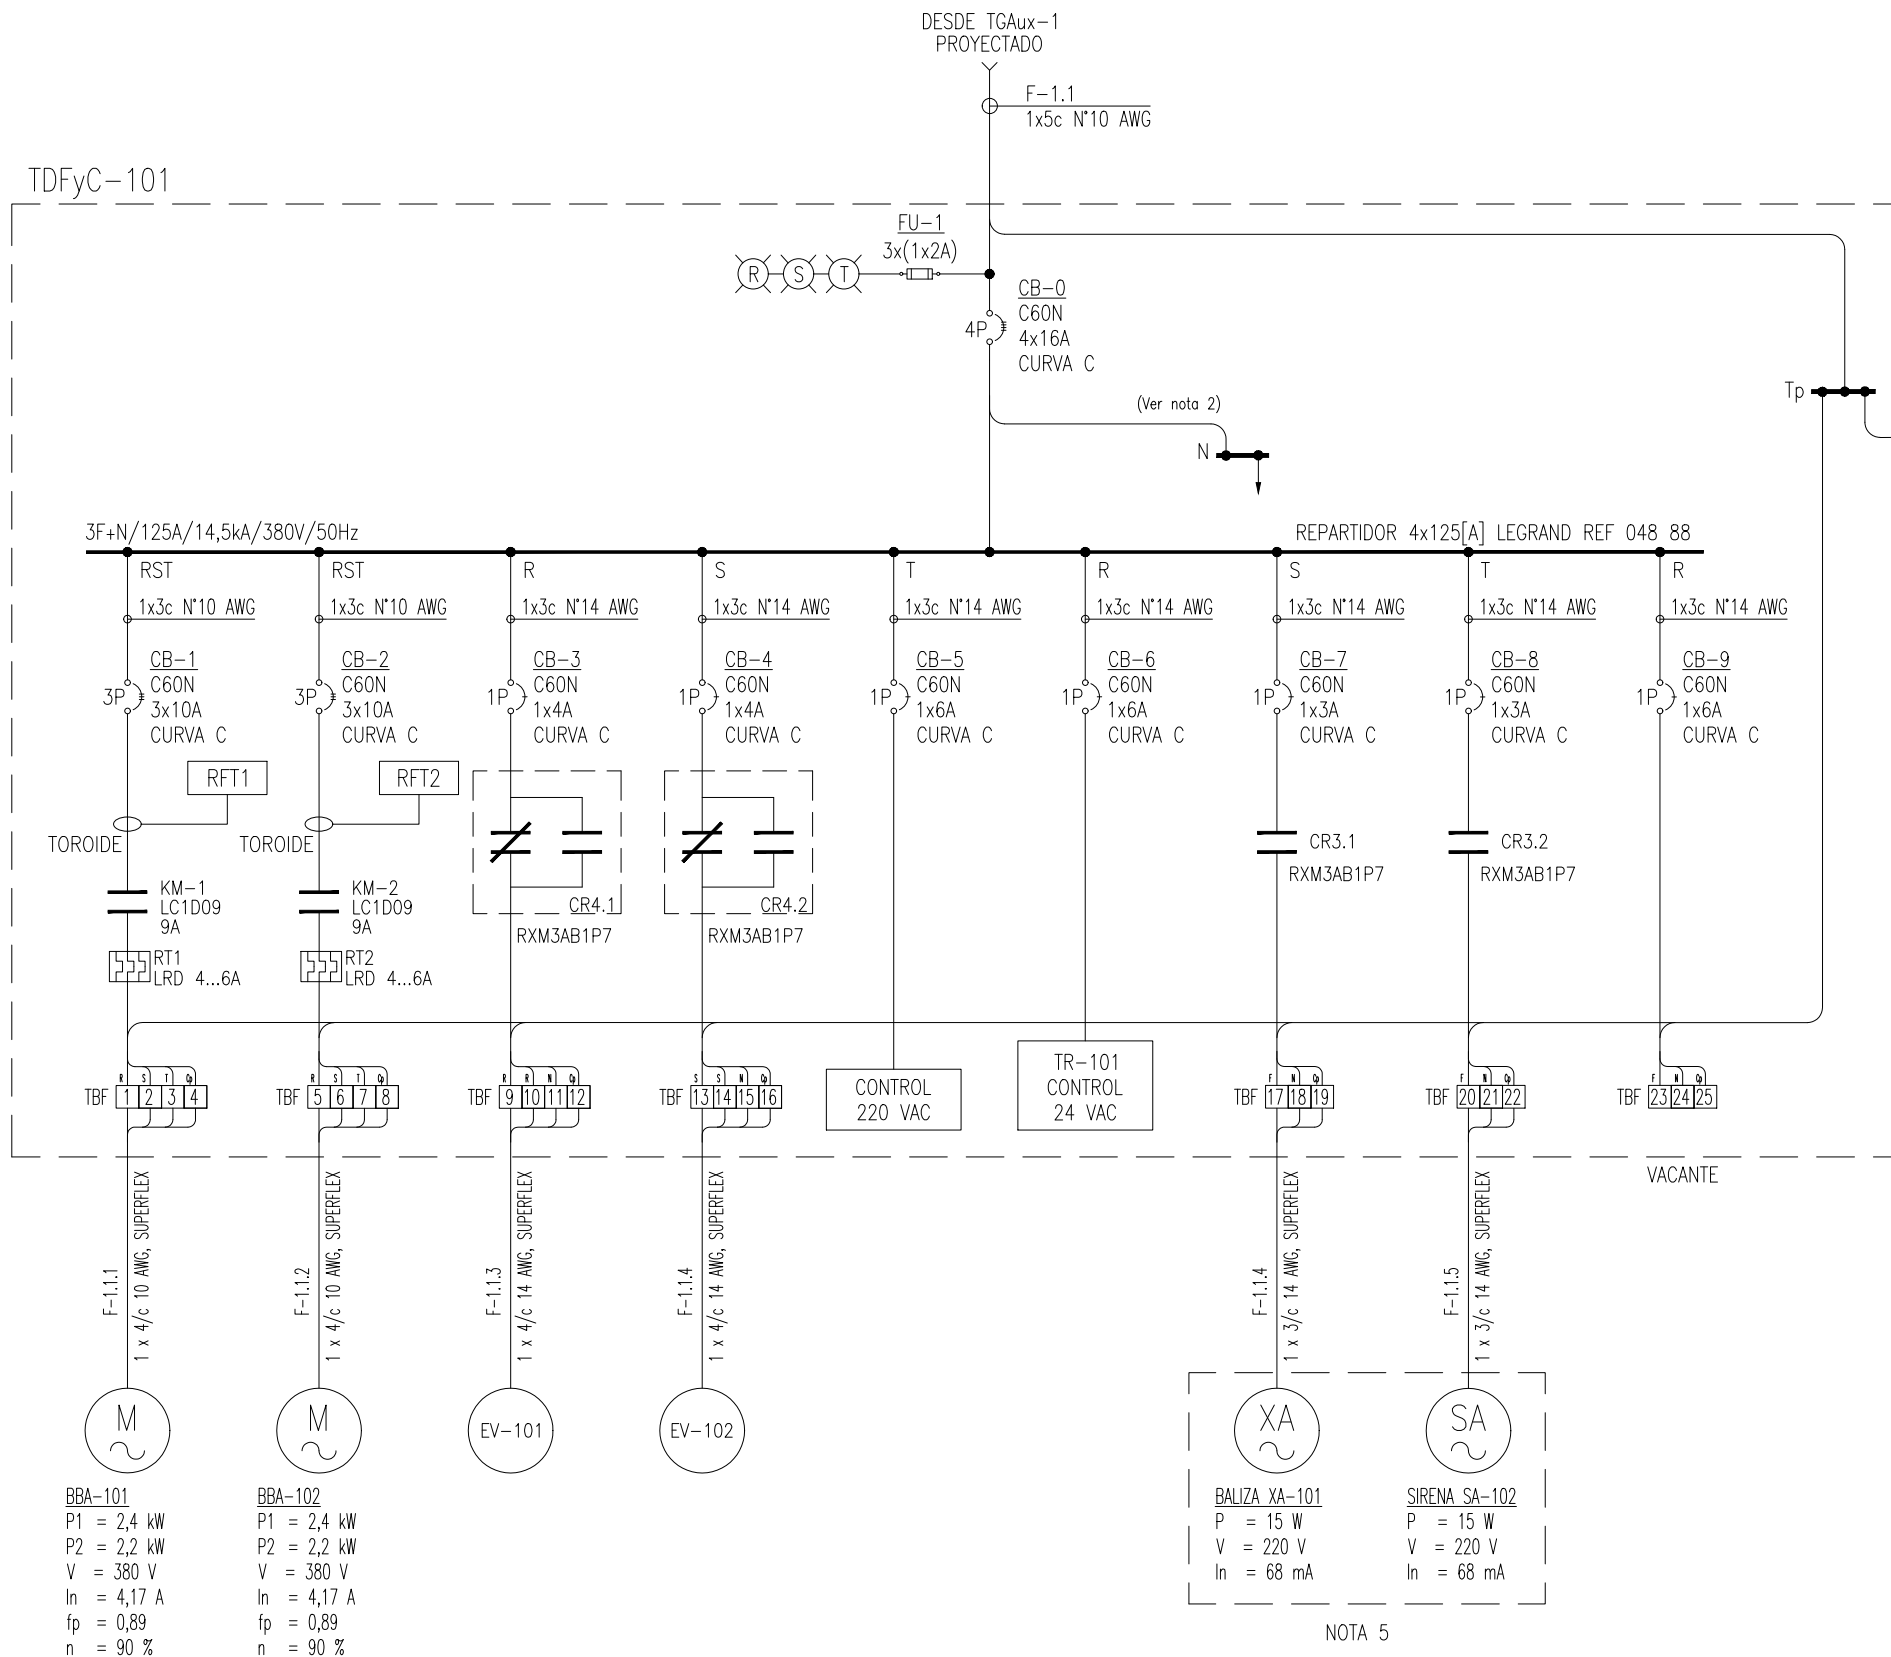 DESDE TGAux-1
PROYECTADO
F-1.1
1x5c N°10 AWG
TDFyC-101
FU-1
3x(1x2A)
R S T
CB-0
C60N
4P
4x16A
CURVA C
(Ver nota 2)
N
Tp
3F+N/125A/14,5kA/380V/50Hz
REPARTIDOR 4x125[A] LEGRAND REF 048 88
RST RST R S T R S T R
1x3c N°10 AWG 1x3c N°10 AWG 1x3c N°14 AWG 1x3c N°14 AWG 1x3c N°14 AWG 1x3c N°14 AWG 1x3c N°14 AWG 1x3c N°14 AWG 1x3c N°14 AWG
CB-1 CB-2 CB-3 CB-4 CB-5 CB-6 CB-7 CB-8 CB-9
C60N C60N C60N C60N C60N C60N C60N C60N C60N
3P 3P 1P 1P 1P 1P 1P 1P 1P
3x10A 3x10A 1x4A 1x4A 1x6A 1x6A 1x3A 1x3A 1x6A
CURVA C CURVA C CURVA C CURVA C CURVA C CURVA C CURVA C CURVA C CURVA C
RFT1 RFT2
TOROIDE TOROIDE
CR3.1 CR3.2
RXM3AB1P7 RXM3AB1P7
KM-1 KM-2
LC1D09 LC1D09
9A 9A
CR4.1 CR4.2
RXM3AB1P7 RXM3AB1P7
RT1 RT2
LRD 4...6A LRD 4...6A
TR-101
CONTROL
24 VAC
CONTROL
220 VAC
R S T Cp R S T Cp R R N Cp S S N Cp F N Cp F N Cp F N Cp
TBF 1 2 3 4 TBF 5 6 7 8 TBF 9 10 11 12 TBF 13 14 15 16 TBF 17 18 19 TBF 20 21 22 TBF 23 24 25
VACANTE
F-1.1.1
1 x 4/c 10 AWG, SUPERFLEX
F-1.1.2
1 x 4/c 10 AWG, SUPERFLEX
F-1.1.3
1 x 4/c 14 AWG, SUPERFLEX
F-1.1.4
1 x 4/c 14 AWG, SUPERFLEX
F-1.1.4
1 x 3/c 14 AWG, SUPERFLEX
F-1.1.5
1 x 3/c 14 AWG, SUPERFLEX
M M EV-101 EV-102 XA SA
BBA-101
P1 = 2,4 kW
P2 = 2,2 kW
V = 380 V
In = 4,17 A
fp = 0,89
n = 90 %
BBA-102
P1 = 2,4 kW
P2 = 2,2 kW
V = 380 V
In = 4,17 A
fp = 0,89
n = 90 %
BALIZA XA-101
P = 15 W
V = 220 V
In = 68 mA
SIRENA SA-102
P = 15 W
V = 220 V
In = 68 mA
NOTA 5